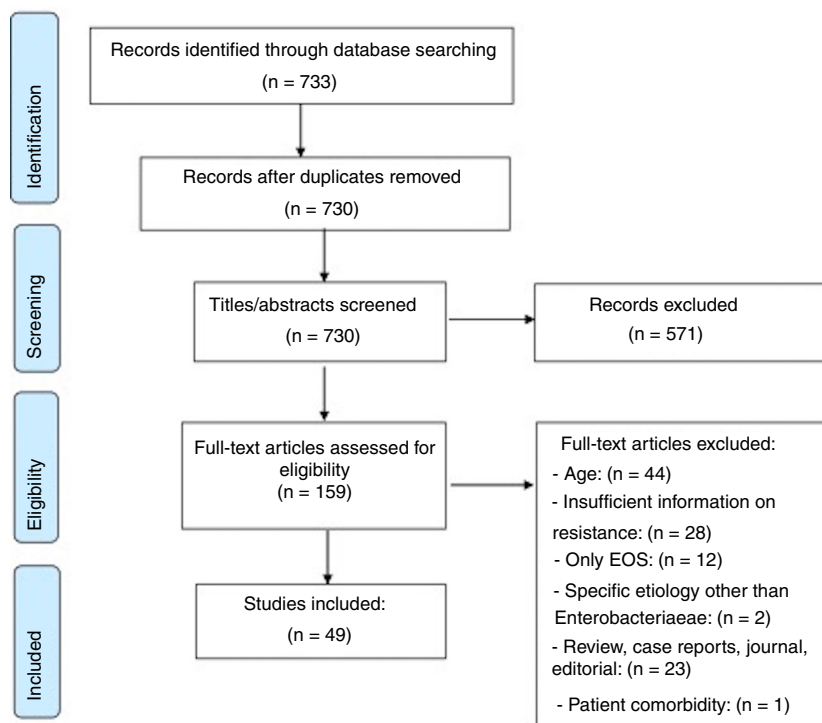 Identification
Records identified through database searching
(n = 733)
Records after duplicates removed
(n = 730)
Screening
Titles/abstracts screened
(n = 730)
Records excluded
(n = 571)
Eligibility
Full-text articles assessed for
eligibility
(n = 159)
Full-text articles excluded:
- Age: (n = 44)
- Insufficient information on
resistance: (n = 28)
- Only EOS: (n = 12)
- Specific etiology other than
Enterobacteriaeae: (n = 2)
- Review, case reports, journal,
editorial: (n = 23)
- Patient comorbidity: (n = 1)
Included
Studies included:
(n = 49)